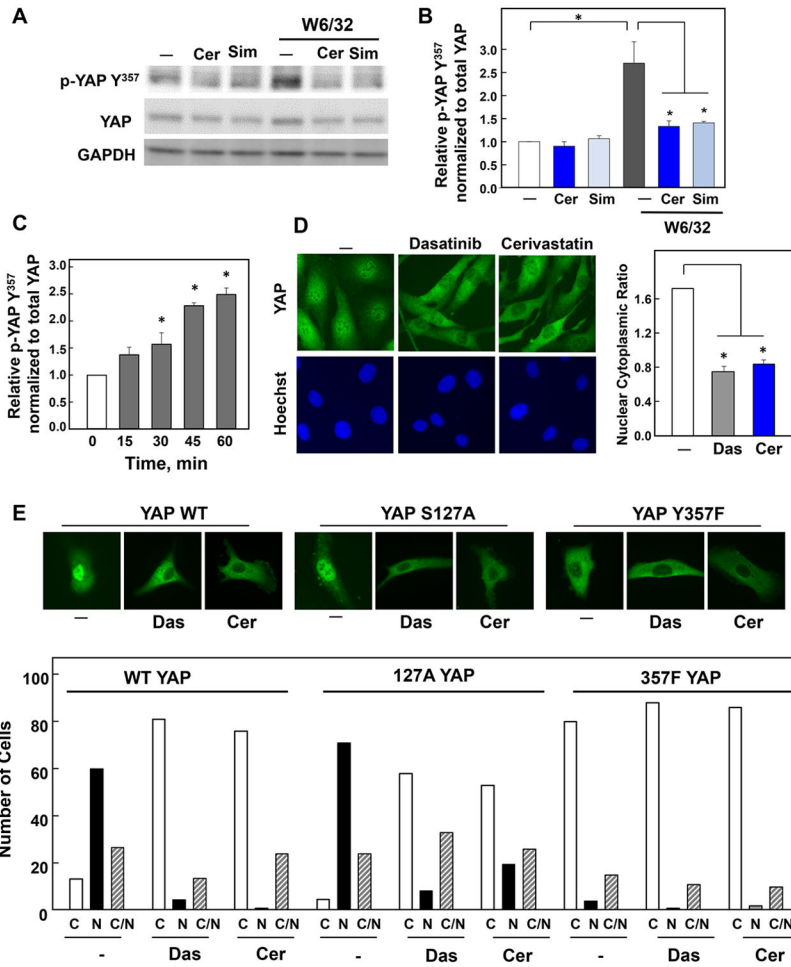 A
W6/32
— Cer Sim — Cer Sim
p-YAP Y³⁵⁷
YAP
GAPDH
B
Relative p-YAP Y³⁵⁷
normalized to total YAP
3.0
2.5
2.0
1.5
1.0
0.0
*
* *
— Cer Sim — Cer Sim
W6/32
C
Relative p-YAP Y³⁵⁷
normalized to total YAP
3.0
2.5
2.0
1.5
1.0
0.0
* * *
0 15 30 45 60
Time, min
D
— Dasatinib Cerivastatin
YAP
Hoechst
Nuclear Cytoplasmic Ratio
1.6
1.2
0.8
0.4
0.0
* *
— Das Cer
E
YAP WT YAP S127A YAP Y357F
— Das Cer — Das Cer — Das Cer
Number of Cells
100
80
60
40
20
0
WT YAP 127A YAP 357F YAP
C N C/N C N C/N C N C/N C N C/N C N C/N C N C/N C N C/N C N C/N C N C/N
- Das Cer - Das Cer - Das Cer